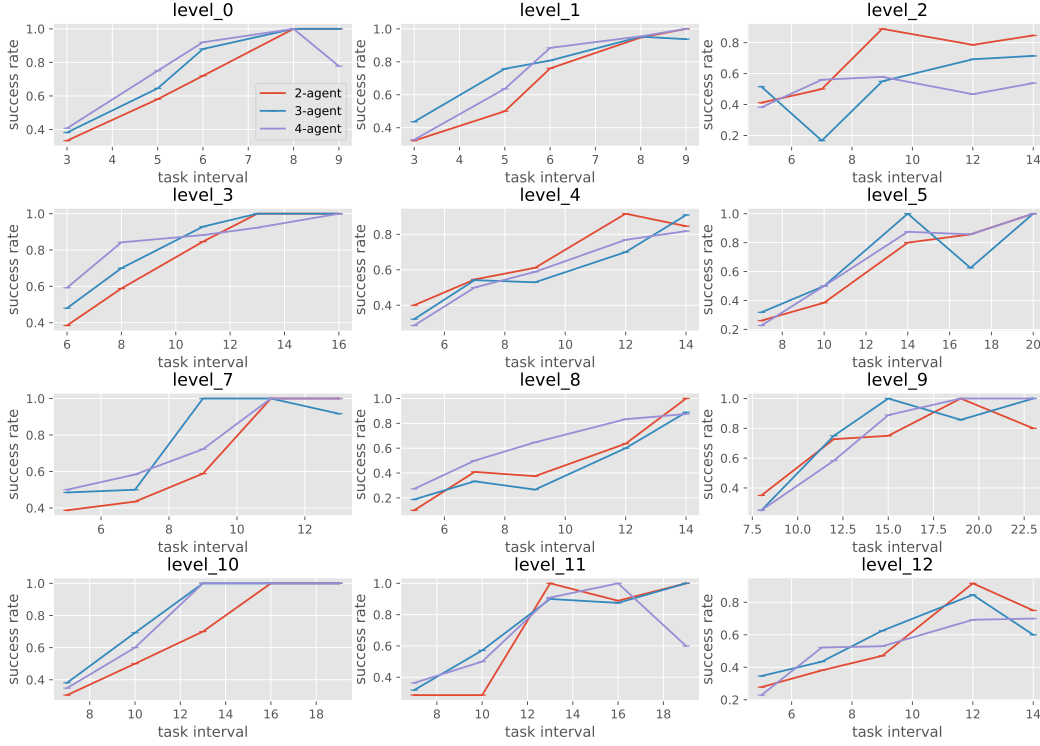 level_0 level_1 level_2
success rate 1.0 0.8 0.6 0.4
2-agent
3-agent
4-agent
3 4 5 6 7 8 9
task interval
success rate 1.0 0.8 0.6 0.4
3 4 5 6 7 8 9
task interval
success rate 0.8 0.6 0.4 0.2
6 8 10 12 14
task interval
level_3 level_4 level_5
success rate 1.0 0.8 0.6 0.4
6 8 10 12 14 16
task interval
success rate 0.8 0.6 0.4
6 8 10 12 14
task interval
success rate 1.0 0.8 0.6 0.4 0.2
8 10 12 14 16 18 20
task interval
level_7 level_8 level_9
success rate 1.0 0.8 0.6 0.4
6 8 10 12
task interval
success rate 1.0 0.8 0.6 0.4 0.2
6 8 10 12 14
task interval
success rate 1.0 0.8 0.6 0.4
7.5 10.0 12.5 15.0 17.5 20.0 22.5
task interval
level_10 level_11 level_12
success rate 1.0 0.8 0.6 0.4
8 10 12 14 16 18
task interval
success rate 1.0 0.8 0.6 0.4
8 10 12 14 16 18
task interval
success rate 0.8 0.6 0.4 0.2
6 8 10 12 14
task interval